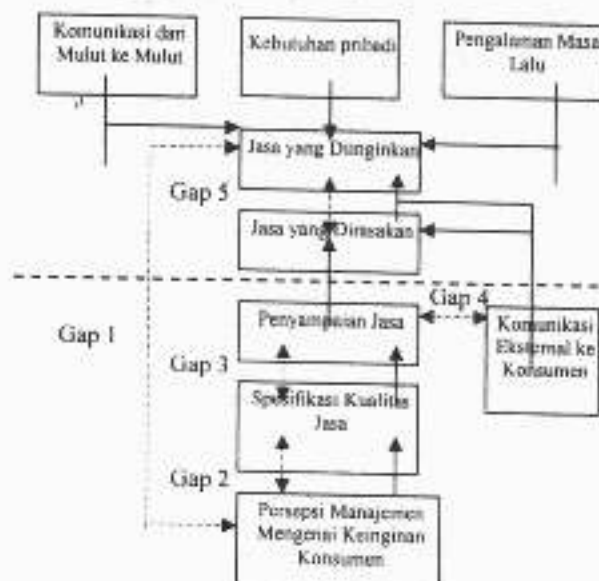 Komunikasi dari
Mulut ke Mulut
Kebutuhan pribadi
Pengalaman Masa
Lalu
Jasa yang Dunginkan
Gap 5
Jasa yang Dirasakan
Gap 4
Gap 1
Penyampaian Jasa
Komunikasi
Eksternal ke
Konsumen
Gap 3
Spesifikasi Kualitas
Jasa
Gap 2
Persepsi Manajemen
Mengenai Keinginan
Konsumen